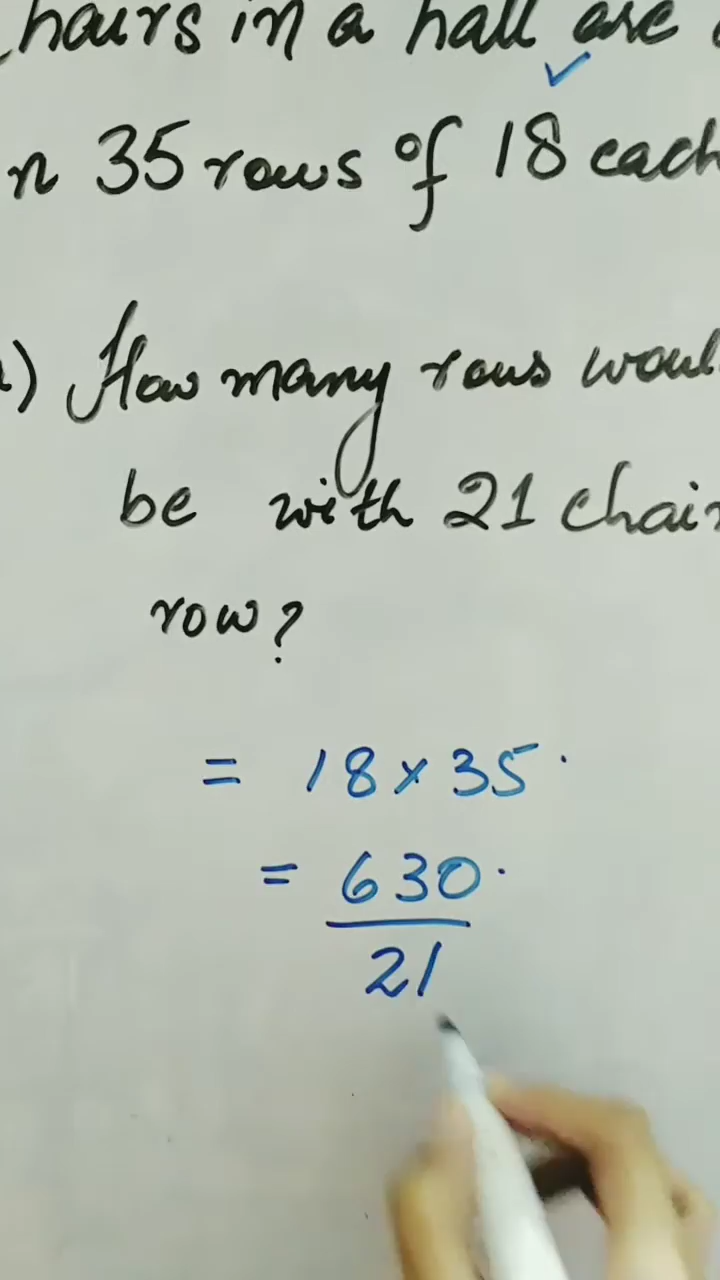 hairs in a hall are
n 35 rows of 18 each
) How many rows woul
be with 21 chair
row?
= 18 × 35.
= 630.
21